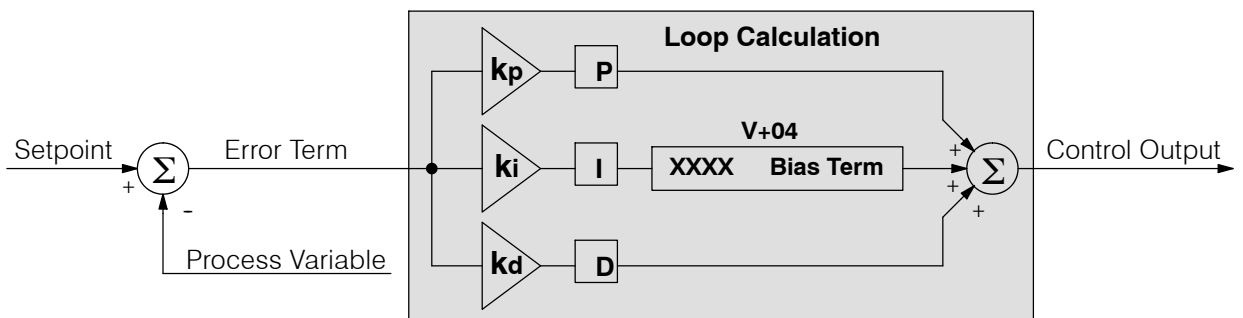 Loop Calculation
kp P
V+04
Setpoint + Σ Error Term ki I XXXX Bias Term + + + Σ Control Output
-
Process Variable
kd D